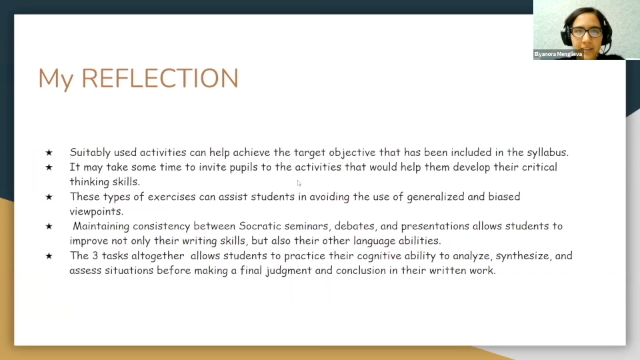 Byanora Menglieva
My REFLECTION
★ Suitably used activities can help achieve the target objective that has been included in the syllabus.
★ It may take some time to invite pupils to the activities that would help them develop their critical
thinking skills.
★ These types of exercises can assist students in avoiding the use of generalized and biased
viewpoints.
★ Maintaining consistency between Socratic seminars, debates, and presentations allows students to
improve not only their writing skills, but also their other language abilities.
★ The 3 tasks altogether allows students to practice their cognitive ability to analyze, synthesize, and
assess situations before making a final judgment and conclusion in their written work.